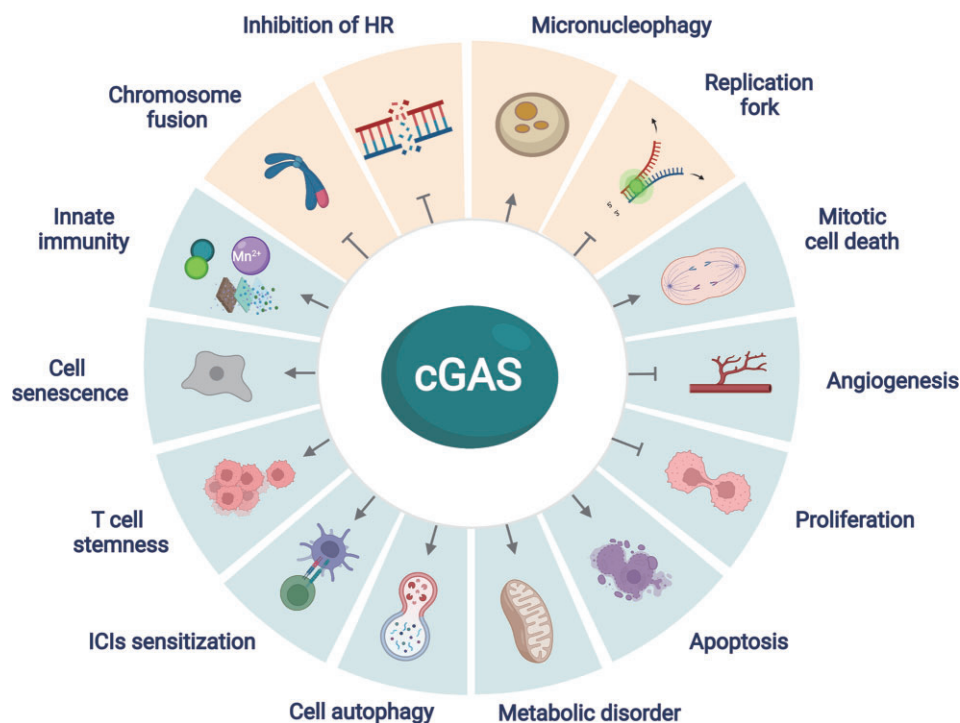 Inhibition of HR
Micronucleophagy
Chromosome
fusion
Replication
fork
Innate
immunity
Mn²⁺
Mitotic
cell death
Cell
senescence
cGAS
Angiogenesis
T cell
stemness
Proliferation
ICIs sensitization
Apoptosis
Cell autophagy
Metabolic disorder